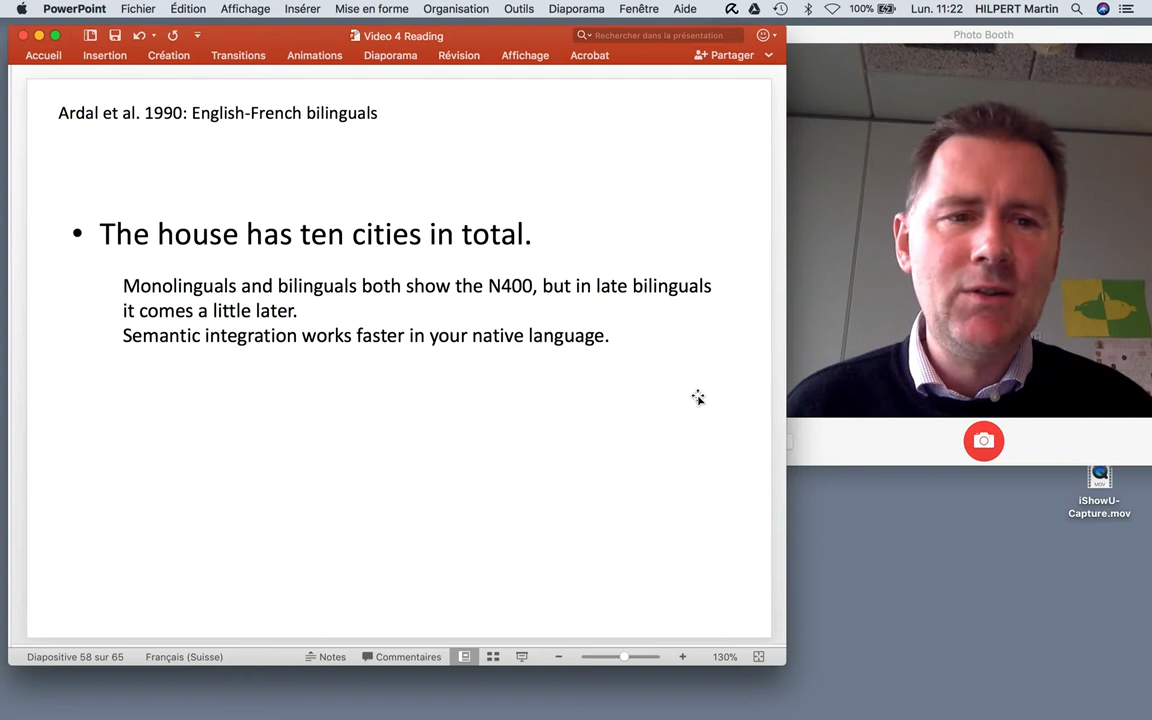 PowerPoint Fichier Édition Affichage Insérer Mise en forme Organisation Outils Diaporama Fenêtre Aide 100% Lun. 11:22 HILPERT Martin
Video 4 Reading
Rechercher dans la présentation
Photo Booth
Accueil Insertion Création Transitions Animations Diaporama Révision Affichage Acrobat Partager
Ardal et al. 1990: English-French bilinguals
• The house has ten cities in total.
Monolinguals and bilinguals both show the N400, but in late bilinguals
it comes a little later.
Semantic integration works faster in your native language.
MOV
iShowU-
Capture.mov
Diapositive 58 sur 65 Français (Suisse) Notes Commentaires 130%